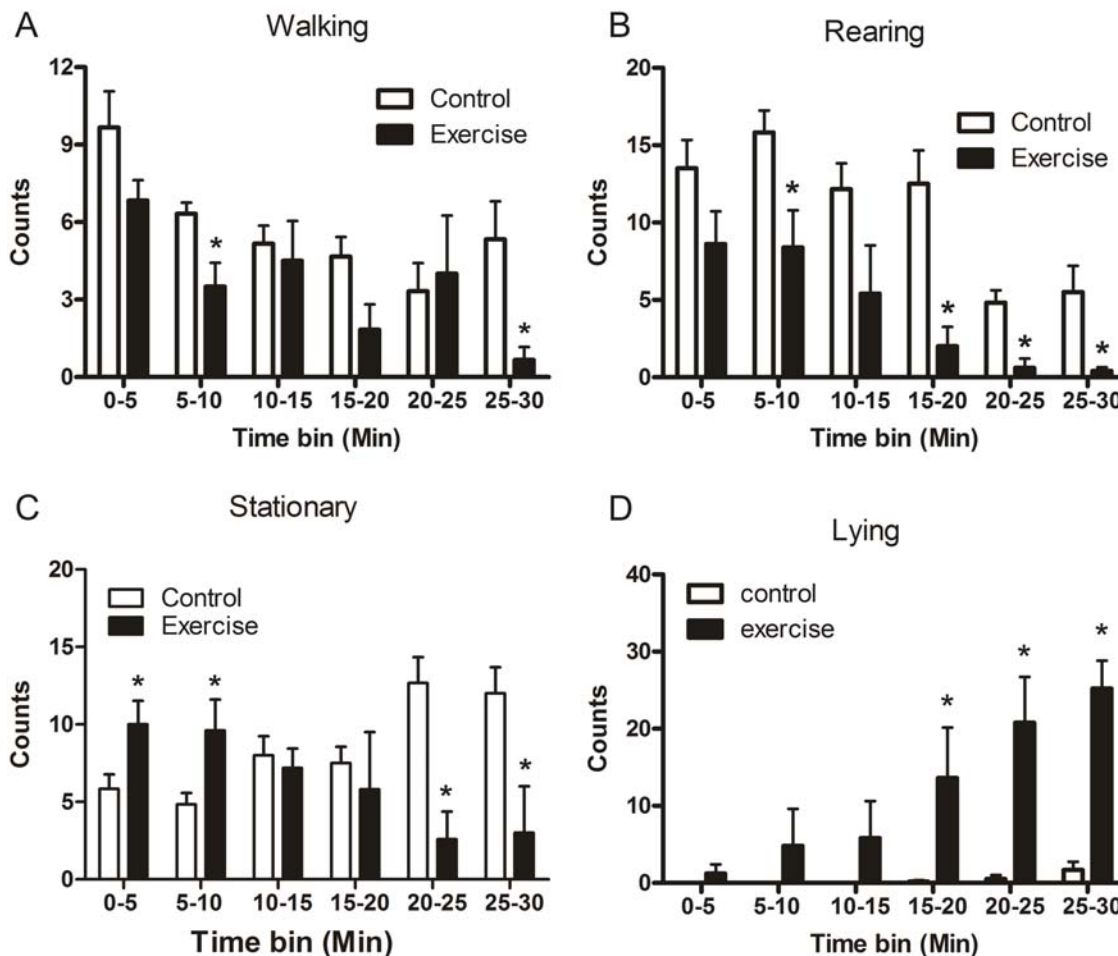 A
Walking
12
9
6
3
0
Counts
Control
Exercise
*
*
0-5 5-10 10-15 15-20 20-25 25-30
Time bin (Min)
B
Rearing
20
15
10
5
0
Counts
Control
Exercise
*
*
*
*
0-5 5-10 10-15 15-20 20-25 25-30
Time bin (Min)
C
Stationary
20
15
10
5
0
Counts
Control
Exercise
*
*
*
*
0-5 5-10 10-15 15-20 20-25 25-30
Time bin (Min)
D
Lying
40
30
20
10
0
Counts
control
exercise
*
*
*
0-5 5-10 10-15 15-20 20-25 25-30
Time bin (Min)